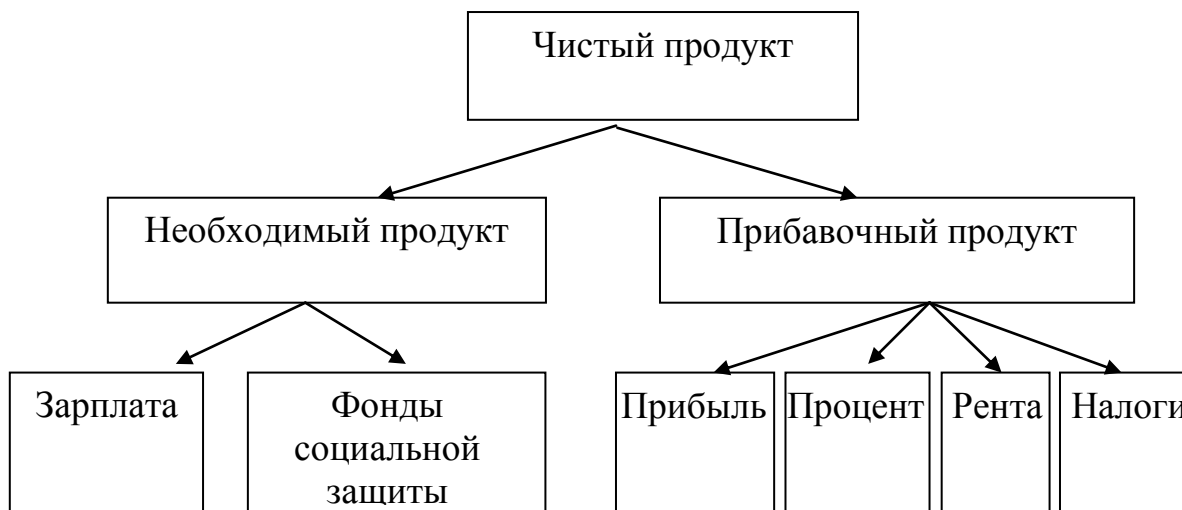 Чистый продукт
Необходимый продукт
Прибавочный продукт
Зарплата
Фонды
социальной
защиты
Прибыль
Процент
Рента
Налоги